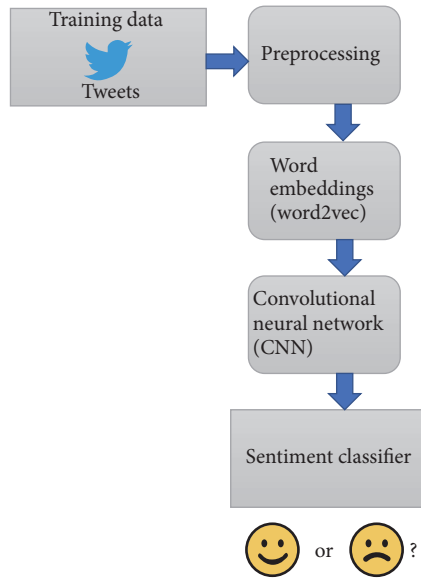 Training data
Tweets
Preprocessing
Word
embeddings
(word2vec)
Convolutional
neural network
(CNN)
Sentiment classifier
or ?